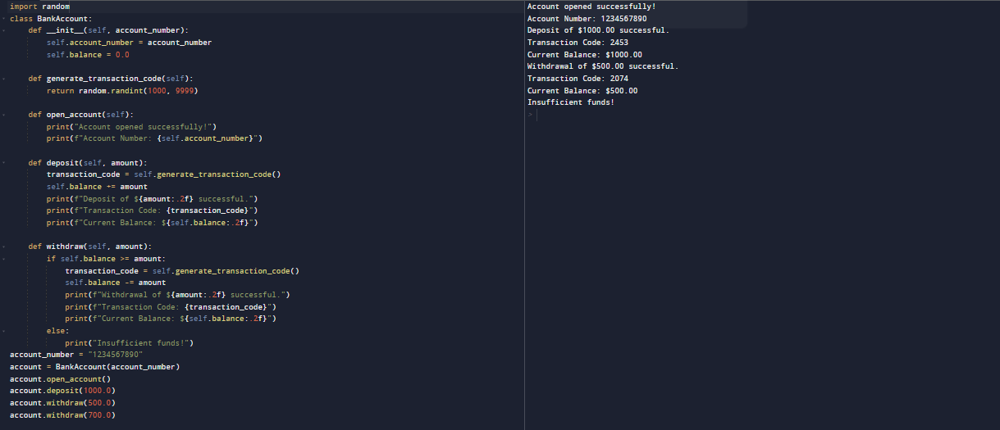 import random
class BankAccount:
    def __init__(self, account_number):
        self.account_number = account_number
        self.balance = 0.0
    def generate_transaction_code(self):
        return random.randint(1000, 9999)
    def open_account(self):
        print("Account opened successfully!")
        print(f"Account Number: {self.account_number}")
    def deposit(self, amount):
        transaction_code = self.generate_transaction_code()
        self.balance += amount
        print(f"Deposit of ${amount:.2f} successful.")
        print(f"Transaction Code: {transaction_code}")
        print(f"Current Balance: ${self.balance:.2f}")
    def withdraw(self, amount):
        if self.balance >= amount:
            transaction_code = self.generate_transaction_code()
            self.balance -= amount
            print(f"Withdrawal of ${amount:.2f} successful.")
            print(f"Transaction Code: {transaction_code}")
            print(f"Current Balance: ${self.balance:.2f}")
        else:
            print("Insufficient funds!")
account_number = "1234567890"
account = BankAccount(account_number)
account.open_account()
account.deposit(1000.0)
account.withdraw(500.0)
account.withdraw(700.0)
Account opened successfully!
Account Number: 1234567890
Deposit of $1000.00 successful.
Transaction Code: 2453
Current Balance: $1000.00
Withdrawal of $500.00 successful.
Transaction Code: 2074
Current Balance: $500.00
Insufficient funds!
>